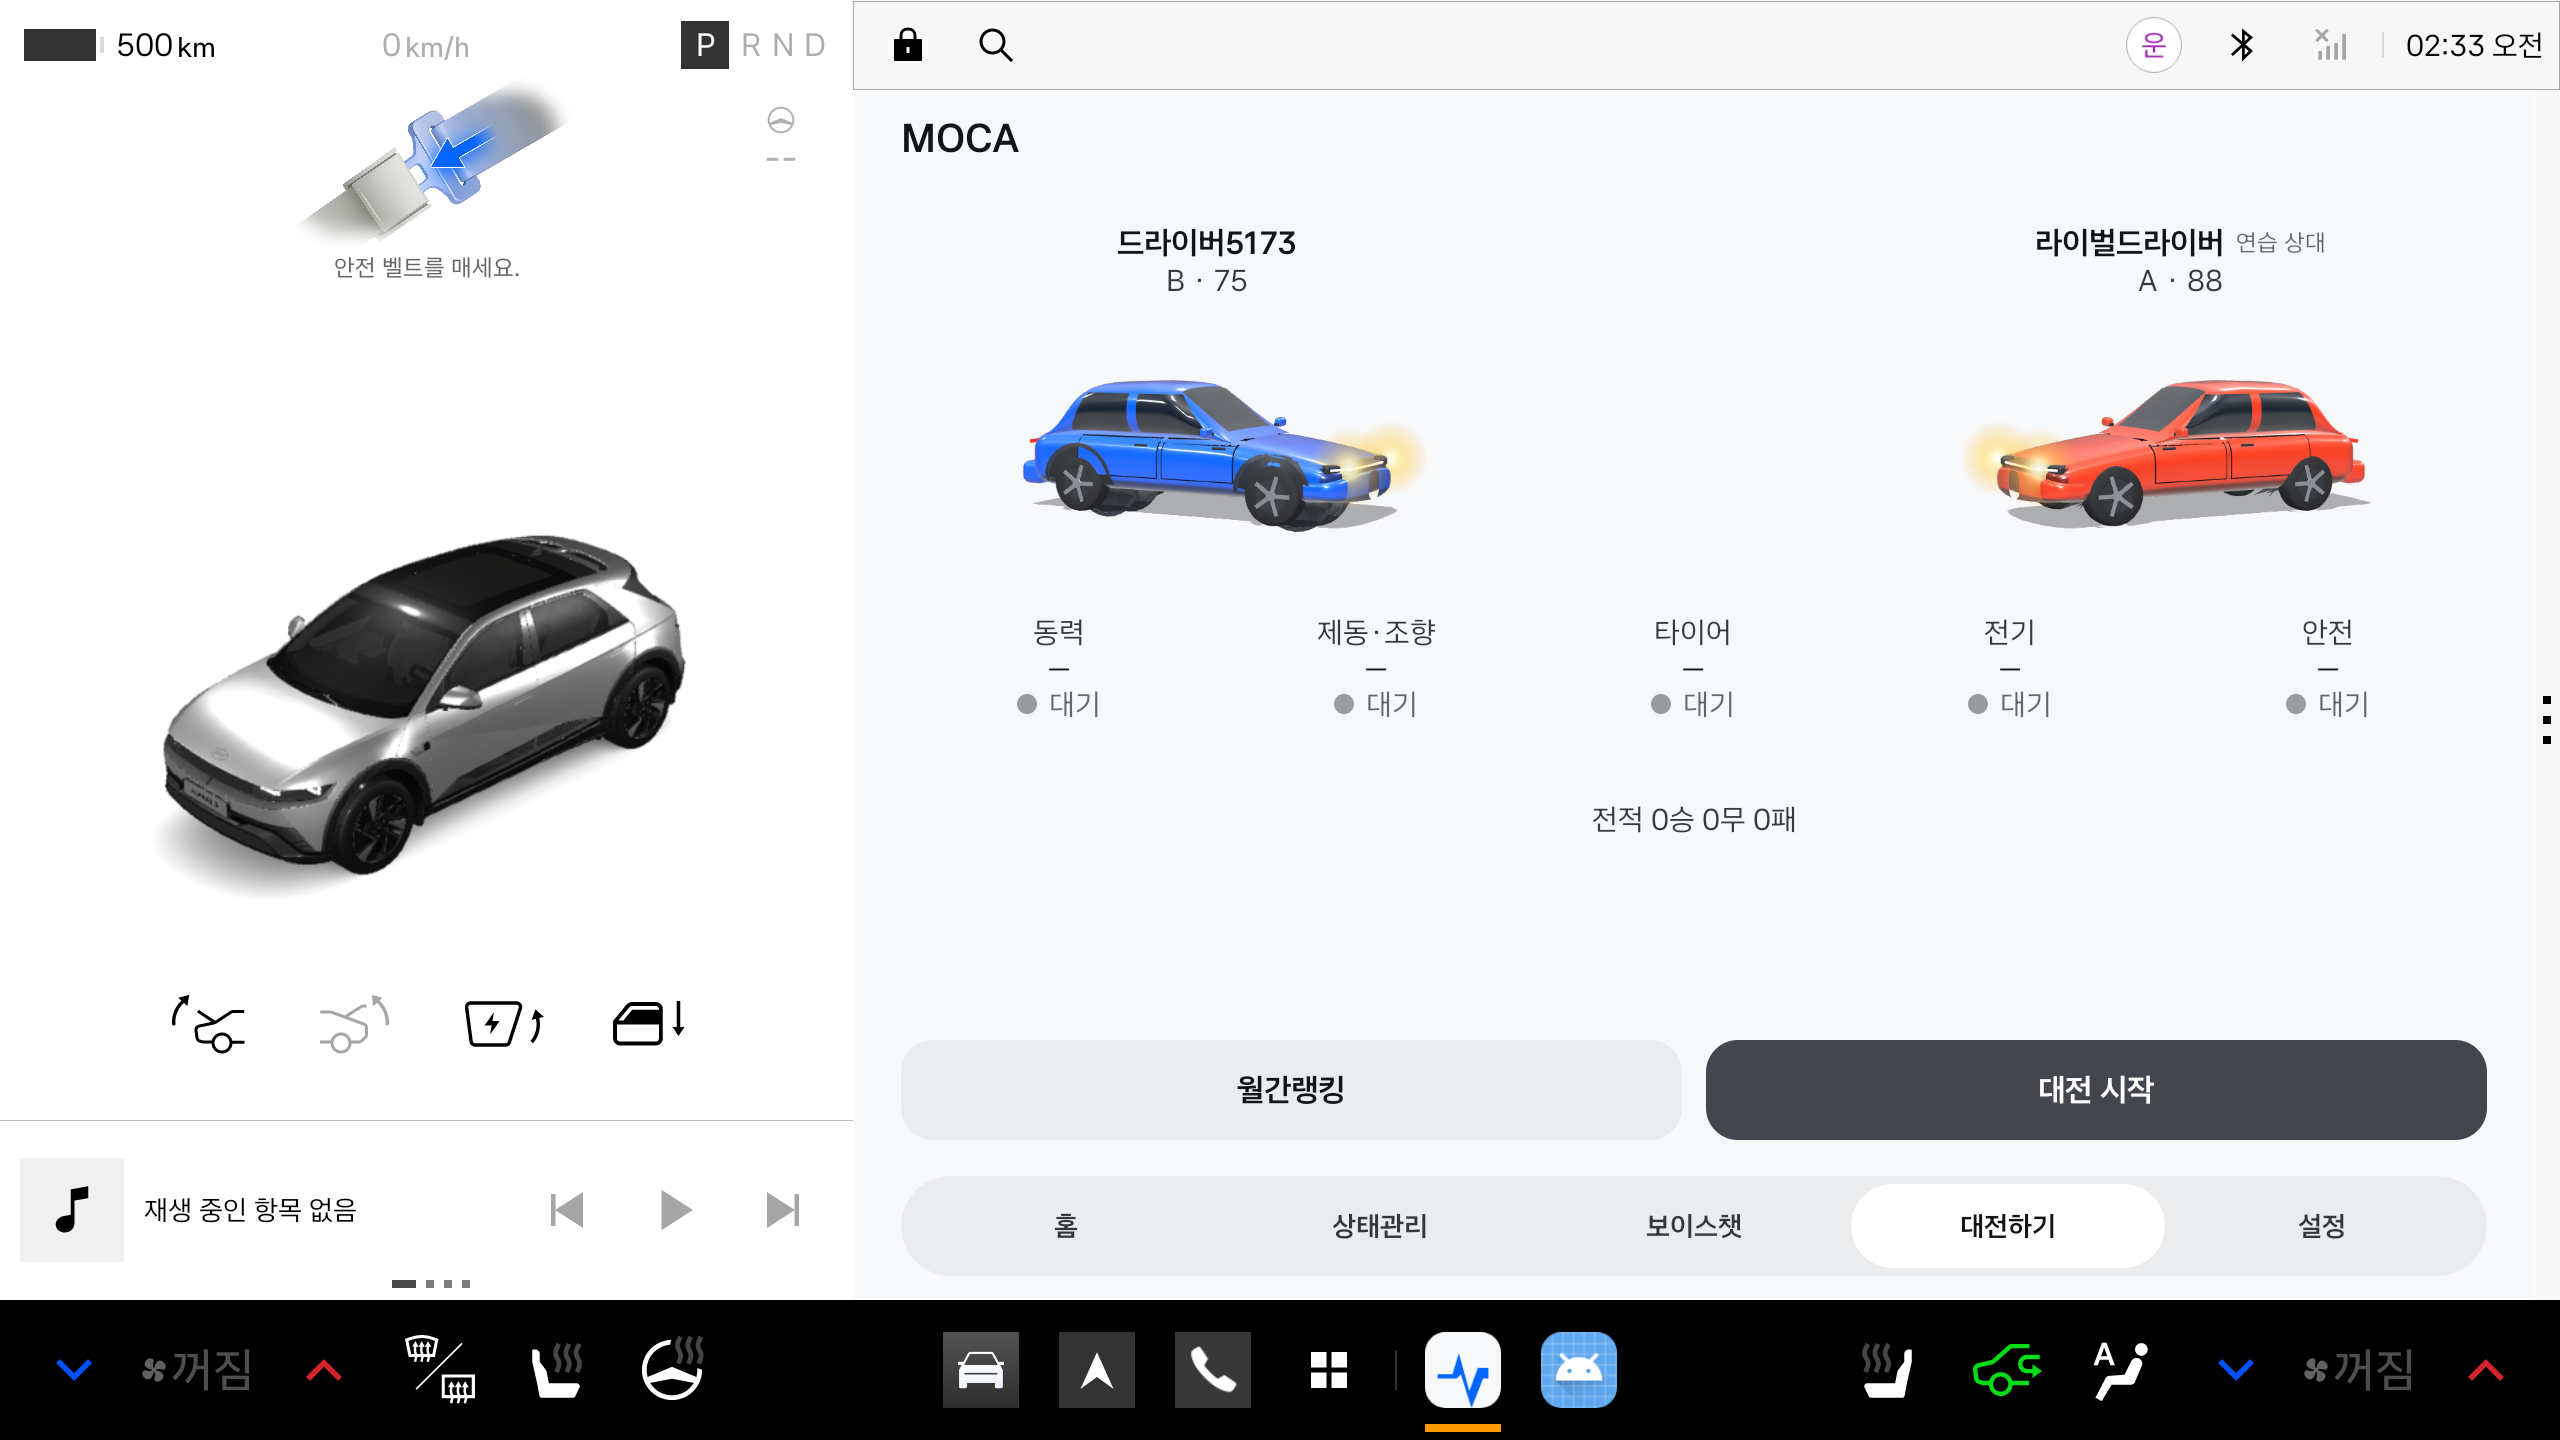 500 km
0 km/h
P R N D
운
02:33 오전
안전 벨트를 매세요.
MOCA
드라이버5173
B · 75
라이벌드라이버 연습 상대
A · 88
동력
–
대기
제동·조향
–
대기
타이어
–
대기
전기
–
대기
안전
–
대기
전적 0승 0무 0패
월간랭킹
대전 시작
재생 중인 항목 없음
홈
상태관리
보이스챗
대전하기
설정
꺼짐
A
꺼짐